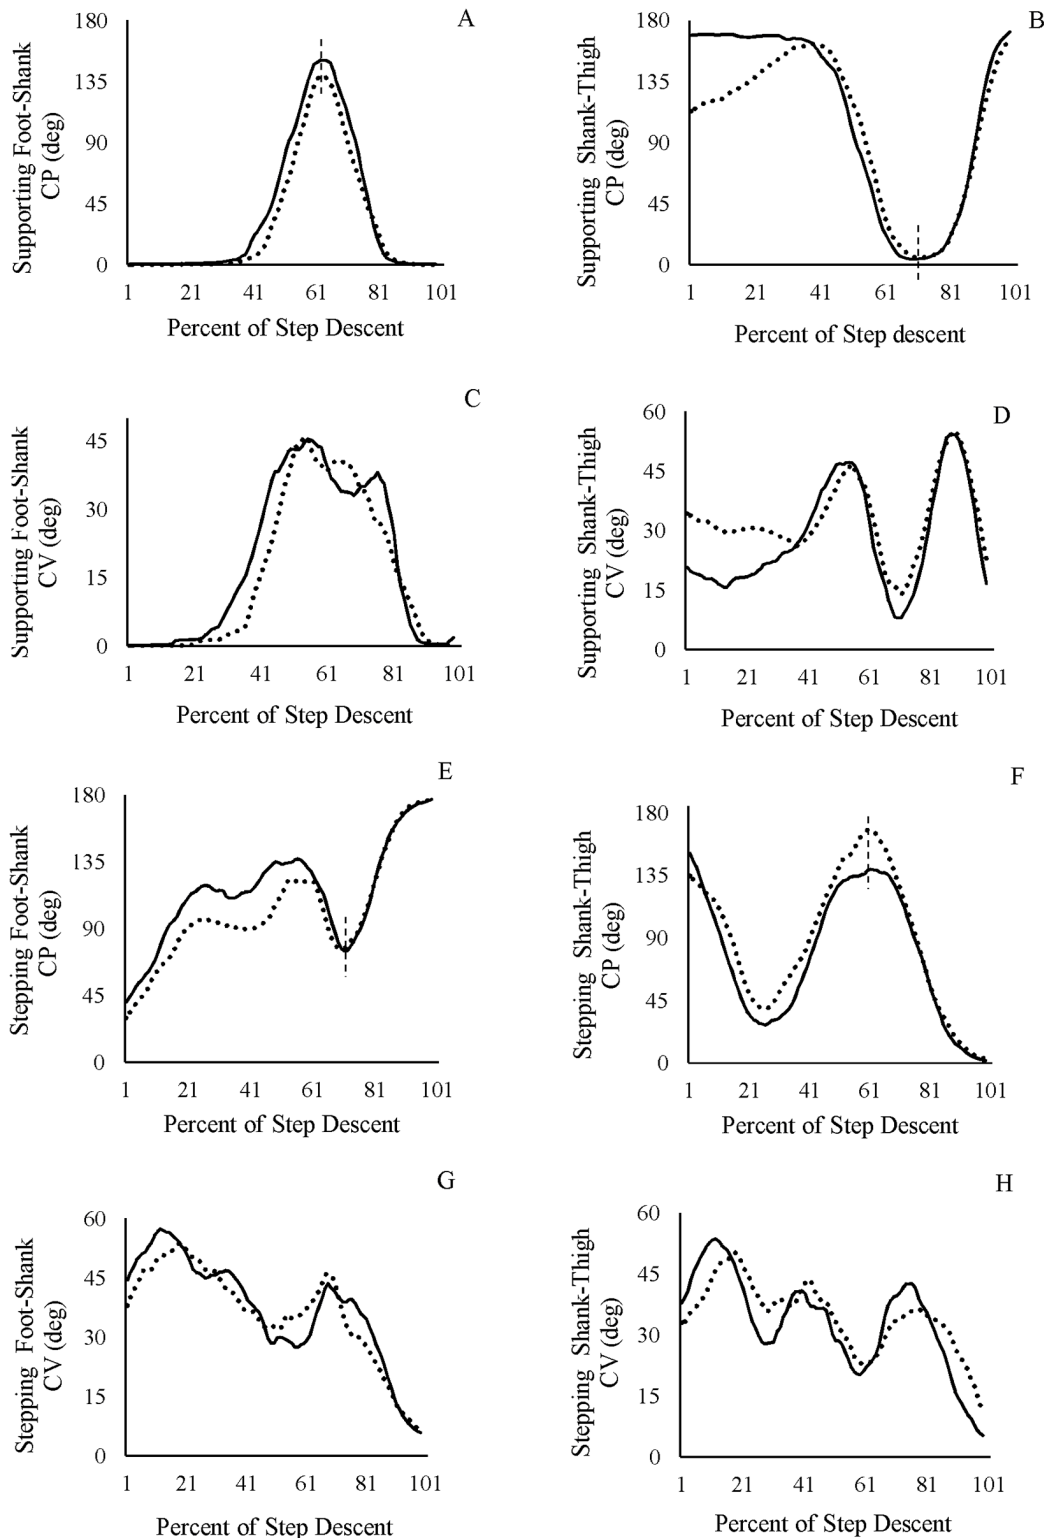 A
180
135
90
45
0
Supporting Foot-Shank
CP (deg)
1 21 41 61 81 101
Percent of Step Descent
B
180
135
90
45
0
Supporting Shank-Thigh
CP (deg)
1 21 41 61 81 101
Percent of Step descent
C
45
30
15
0
Supporting Foot-Shank
CV (deg)
1 21 41 61 81 101
Percent of Step Descent
D
60
45
30
15
0
Supporting Shank-Thigh
CV (deg)
1 21 41 61 81 101
Percent of Step Descent
E
180
135
90
45
0
Stepping Foot-Shank
CP (deg)
1 21 41 61 81 101
Percent of Step Descent
F
180
135
90
45
0
Stepping Shank-Thigh
CP (deg)
1 21 41 61 81 101
Percent of Step Descent
G
60
45
30
15
0
Stepping Foot-Shank
CV (deg)
1 21 41 61 81 101
Percent of Step Descent
H
60
45
30
15
0
Stepping Shank-Thigh
CV (deg)
1 21 41 61 81 101
Percent of Step Descent